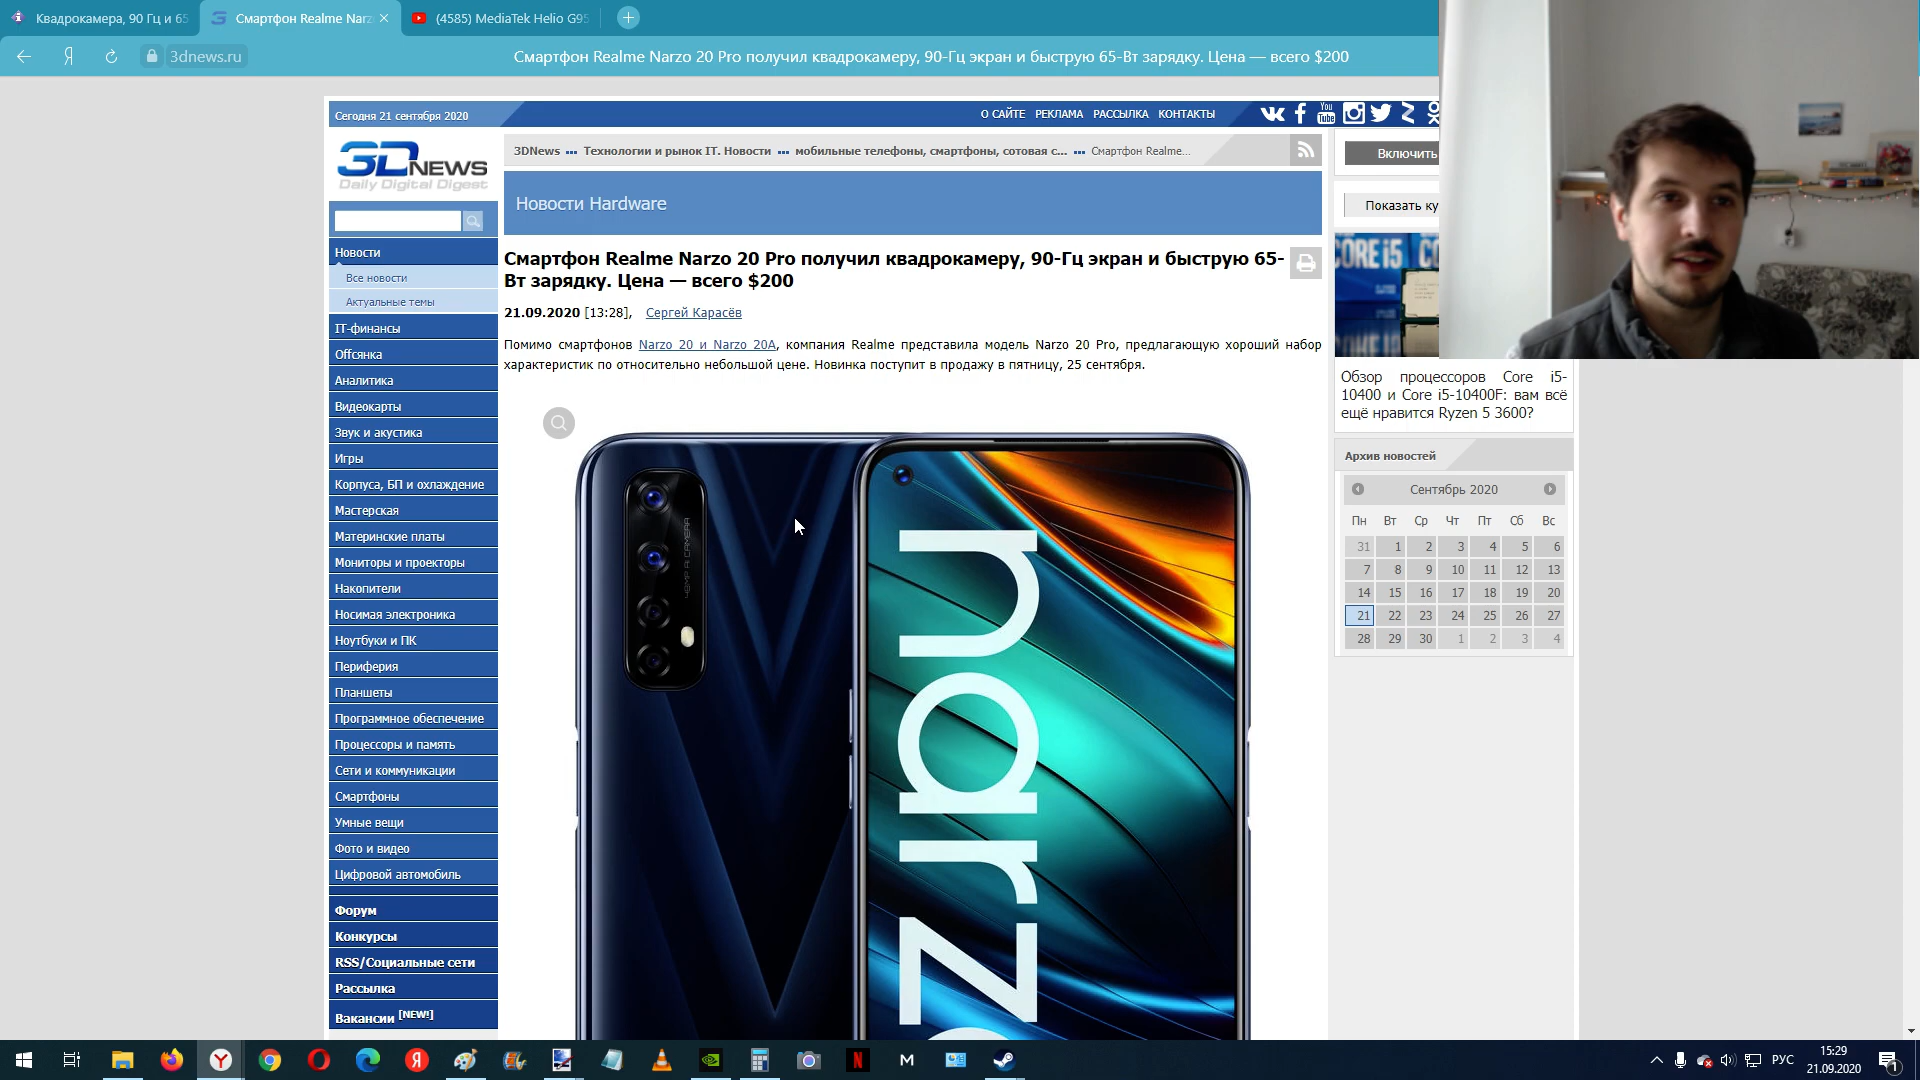 Квадрокамера, 90 Гц и 65
Смартфон Realme Narz
(4585) MediaTek Helio G95
3dnews.ru
Смартфон Realme Narzo 20 Pro получил квадрокамеру, 90-Гц экран и быструю 65-Вт зарядку. Цена — всего $200
Сегодня 21 сентября 2020
О САЙТЕ РЕКЛАМА РАССЫЛКА КОНТАКТЫ
You Tube
3DNEWS
Daily Digital Digest
3DNews
Технологии и рынок IT. Новости
мобильные телефоны, смартфоны, сотовая с...
Смартфон Realme...
Новости Hardware
Включить
Показать ку
CORE i5
Новости
Все новости
Актуальные темы
IT-финансы
Offсянка
Аналитика
Видеокарты
Звук и акустика
Игры
Корпуса, БП и охлаждение
Мастерская
Материнские платы
Мониторы и проекторы
Накопители
Носимая электроника
Ноутбуки и ПК
Периферия
Планшеты
Программное обеспечение
Процессоры и память
Сети и коммуникации
Смартфоны
Умные вещи
Фото и видео
Цифровой автомобиль
Форум
Конкурсы
RSS/Социальные сети
Рассылка
Вакансии [NEW!]
Смартфон Realme Narzo 20 Pro получил квадрокамеру, 90-Гц экран и быструю 65-
Вт зарядку. Цена — всего $200
21.09.2020 [13:28], Сергей Карасёв
Помимо смартфонов Narzo 20 и Narzo 20A, компания Realme представила модель Narzo 20 Pro, предлагающую хороший набор
характеристик по относительно небольшой цене. Новинка поступит в продажу в пятницу, 25 сентября.
48MP AI CAMERA
narzo
Обзор процессоров Core i5-
10400 и Core i5-10400F: вам всё
ещё нравится Ryzen 5 3600?
Архив новостей
Сентябрь 2020
Пн Вт Ср Чт Пт Сб Вс
31 1 2 3 4 5 6
7 8 9 10 11 12 13
14 15 16 17 18 19 20
21 22 23 24 25 26 27
28 29 30 1 2 3 4
РУС
15:29
21.09.2020
1